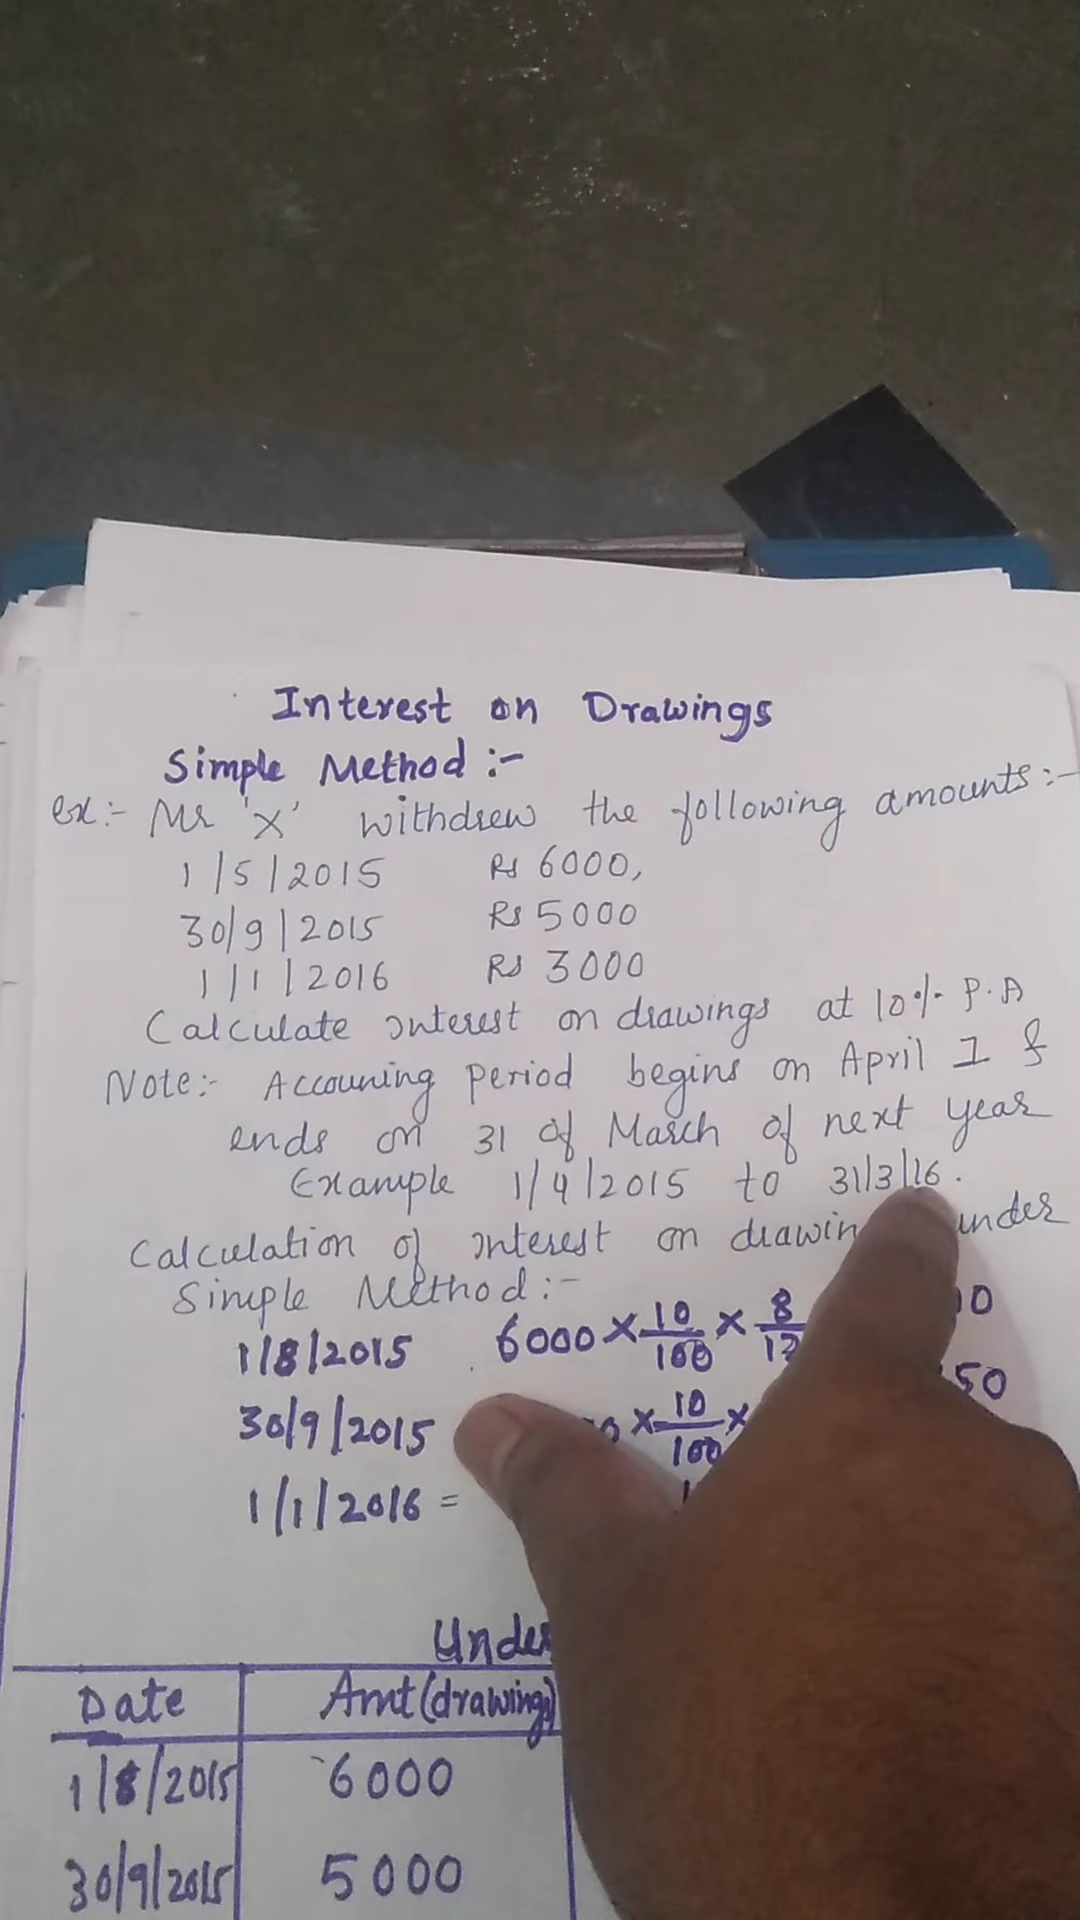 Interest on Drawings
Simple Method :-
ex:- Mr 'X' withdrew the following amounts:-
1/5/2015 Rs 6000,
30/9/2015 Rs 5000
1/1/2016 Rs 3000
Calculate interest on drawings at 10% P.A
Note:- Accouning period begins on April 1 &
ends on 31 of March of next year
Example 1/4/2015 to 31/3/16.
Calculation of interest on drawin under
Simple Method:-
1/8/2015 6000 × 10/100 × 8/12
30/9/2015 × 10/100 × 50
1/1/2016 =
Under
Date Amt (drawings)
1/8/2015 6000
30/9/2015 5000